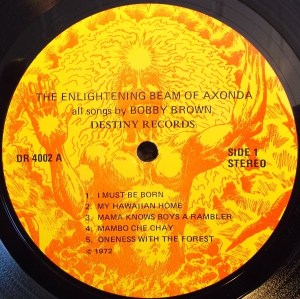 THE ENLIGHTENING BEAM OF AXONDA
all songs by BOBBY BROWN
DESTINY RECORDS
DR 4002 A
SIDE 1
STEREO
1. I MUST BE BORN
2. MY HAWAIIAN HOME
3. MAMA KNOWS BOYS A RAMBLER
4. MAMBO CHE CHAY
5. ONENESS WITH THE FOREST
© 1972